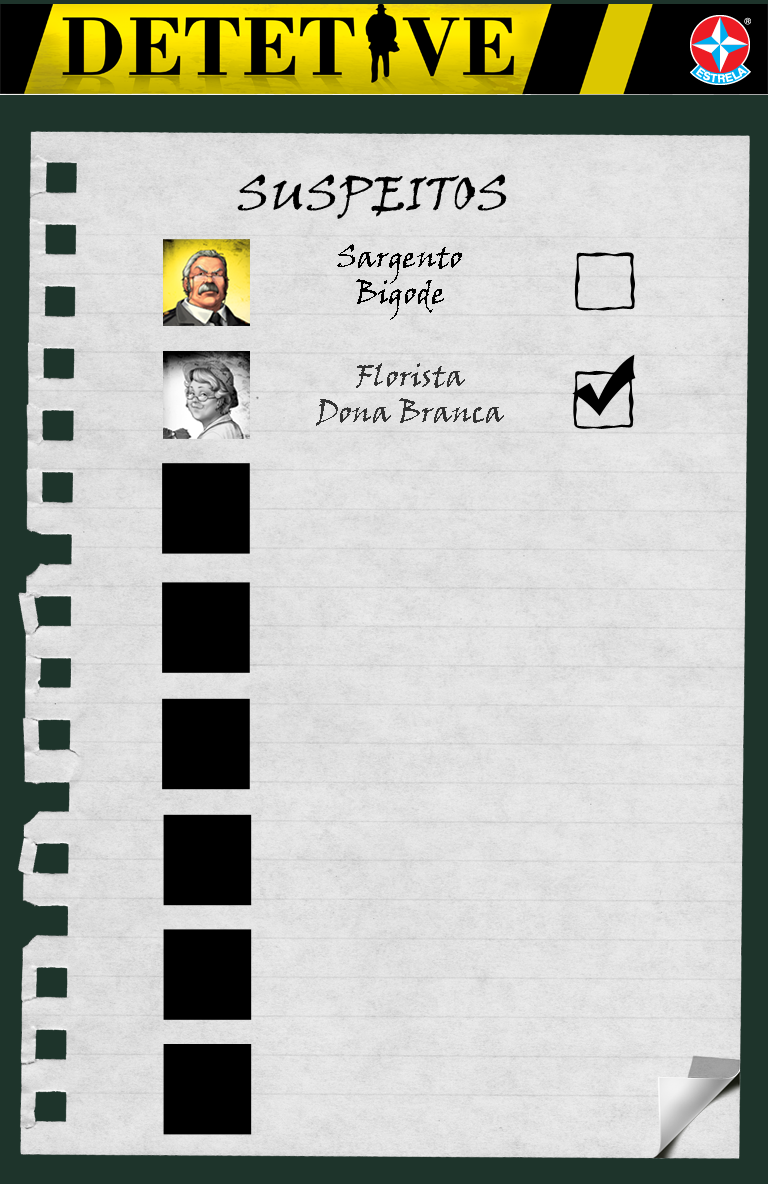 DETETIVE
ESTRELA
SUSPEITOS
Sargento
Bigode
Florista
Dona Branca